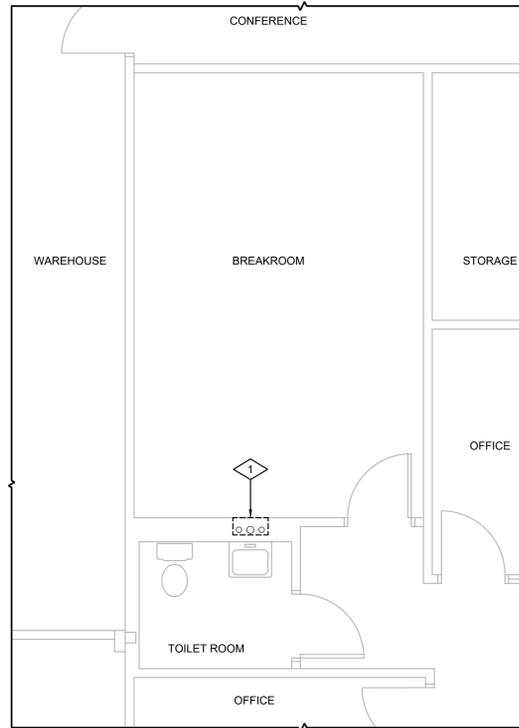 CONFERENCE
WAREHOUSE
BREAKROOM
STORAGE
OFFICE
1
TOILET ROOM
OFFICE